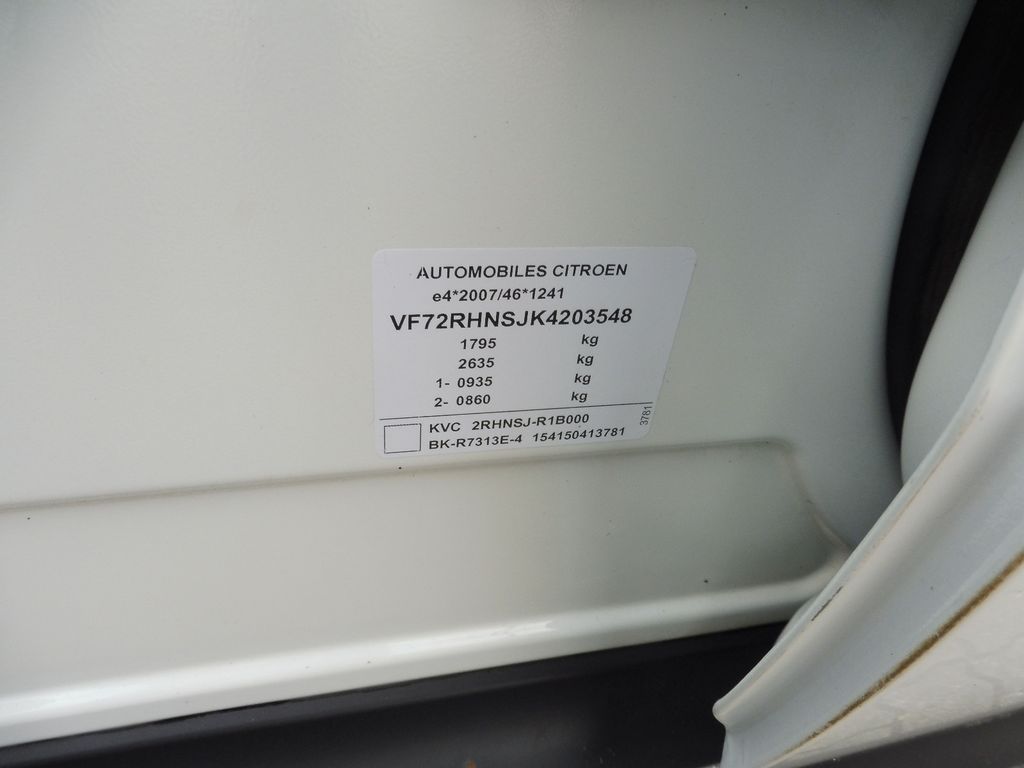 AUTOMOBILES CITROEN
e4*2007/46*1241
VF72RHNSJK4203548
1795 kg
2635 kg
1- 0935 kg
2- 0860 kg
KVC 2RHNSJ-R1B000
BK-R7313E-4 154150413781
3781